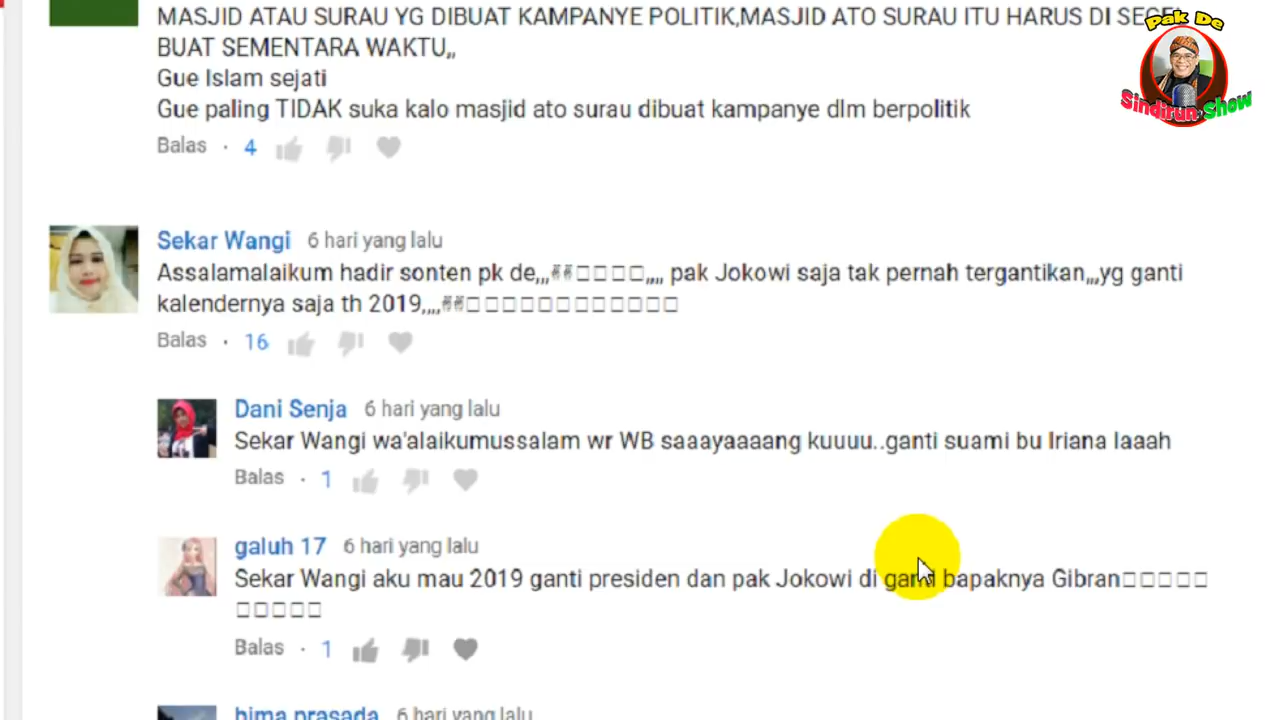 MASJID ATAU SURAU YG DIBUAT KAMPANYE POLITIK,MASJID ATO SURAU ITU HARUS DI SEGEL
BUAT SEMENTARA WAKTU,,
Gue Islam sejati
Gue paling TIDAK suka kalo masjid ato surau dibuat kampanye dlm berpolitik
Balas · 4
Pak De
Sindirun Show
Sekar Wangi 6 hari yang lalu
Assalamalaikum hadir sonten pk de,,,✌✌□□□□,,,, pak Jokowi saja tak pernah tergantikan,,,yg ganti
kalendernya saja th 2019,,,,✌✌□□□□□□□□□□□□
Balas · 16
Dani Senja 6 hari yang lalu
Sekar Wangi wa'alaikumussalam wr WB saaayaaaang kuuuu..ganti suami bu Iriana laaah
Balas · 1
galuh 17 6 hari yang lalu
Sekar Wangi aku mau 2019 ganti presiden dan pak Jokowi di ganti bapaknya Gibran□□□□□
□□□□□
Balas · 1
bima prasada 6 hari yang lalu